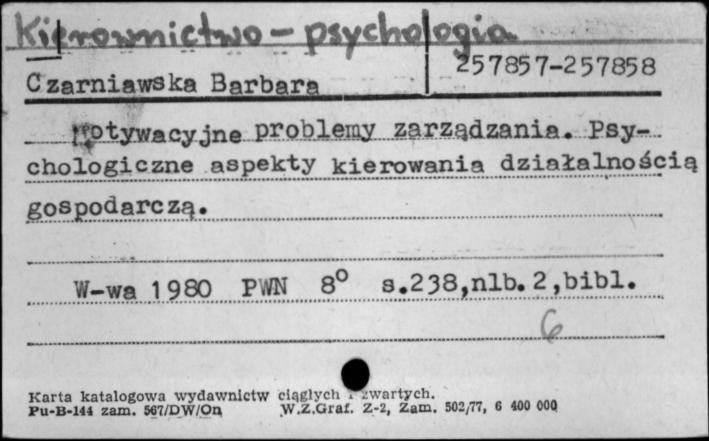 Kierownictwo - psychologia
257857-257858
Czarniawska Barbara
Motywacyjne problemy zarządzania. Psy-
chologiczne aspekty kierowania działalnością
gospodarczą.
W-wa 1980 PWN 8° s.238,nlb.2,bibl.
6
Karta katalogowa wydawnictw ciągłych i zwartych.
Pu-B-144 zam. 567/DW/On W.Z.Graf. Z-2, Zam. 502/77, 6 400 000